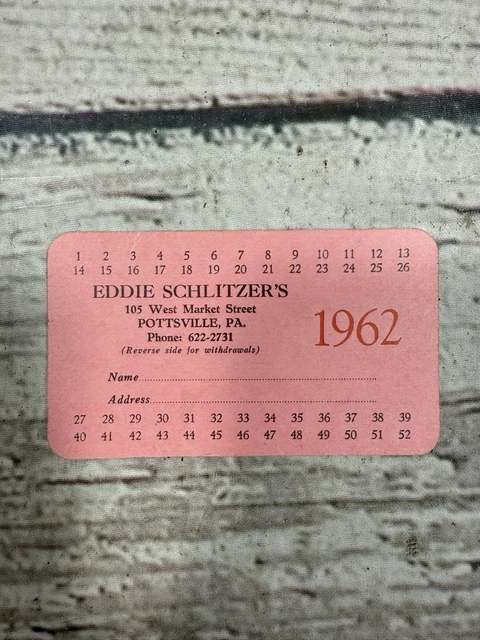 1 2 3 4 5 6 7 8 9 10 11 12 13
14 15 16 17 18 19 20 21 22 23 24 25 26
EDDIE SCHLITZER'S
105 West Market Street
POTTSVILLE, PA.
Phone: 622-2731
(Reverse side for withdrawals)
1962
Name
Address
27 28 29 30 31 32 33 34 35 36 37 38 39
40 41 42 43 44 45 46 47 48 49 50 51 52